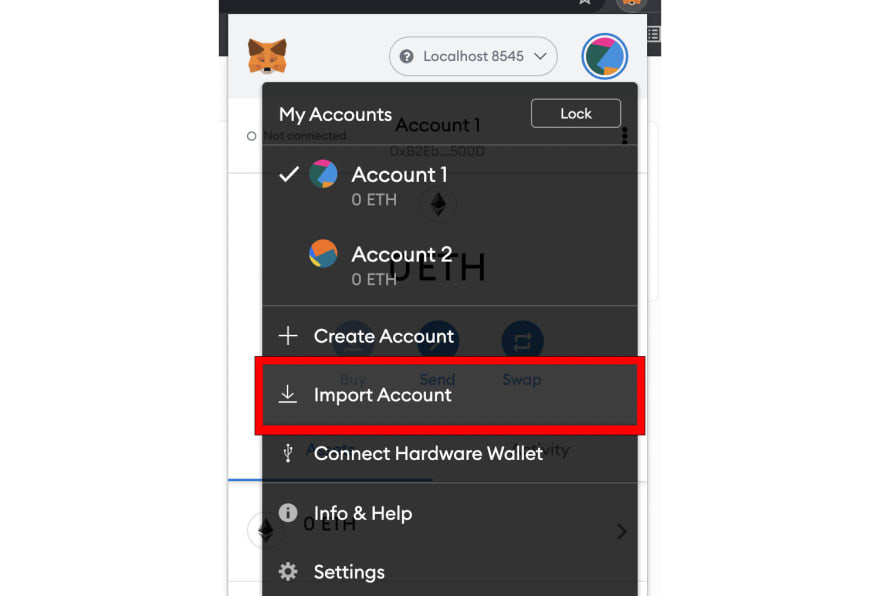 Localhost 8545
My Accounts
Lock
Account 1
Not connected
0xB2Eb...500D
Account 1
0 ETH
Account 2
0 ETH
0 ETH
Create Account
Buy
Send
Swap
Import Account
Assets
Activity
Connect Hardware Wallet
Info & Help
0 ETH
Settings